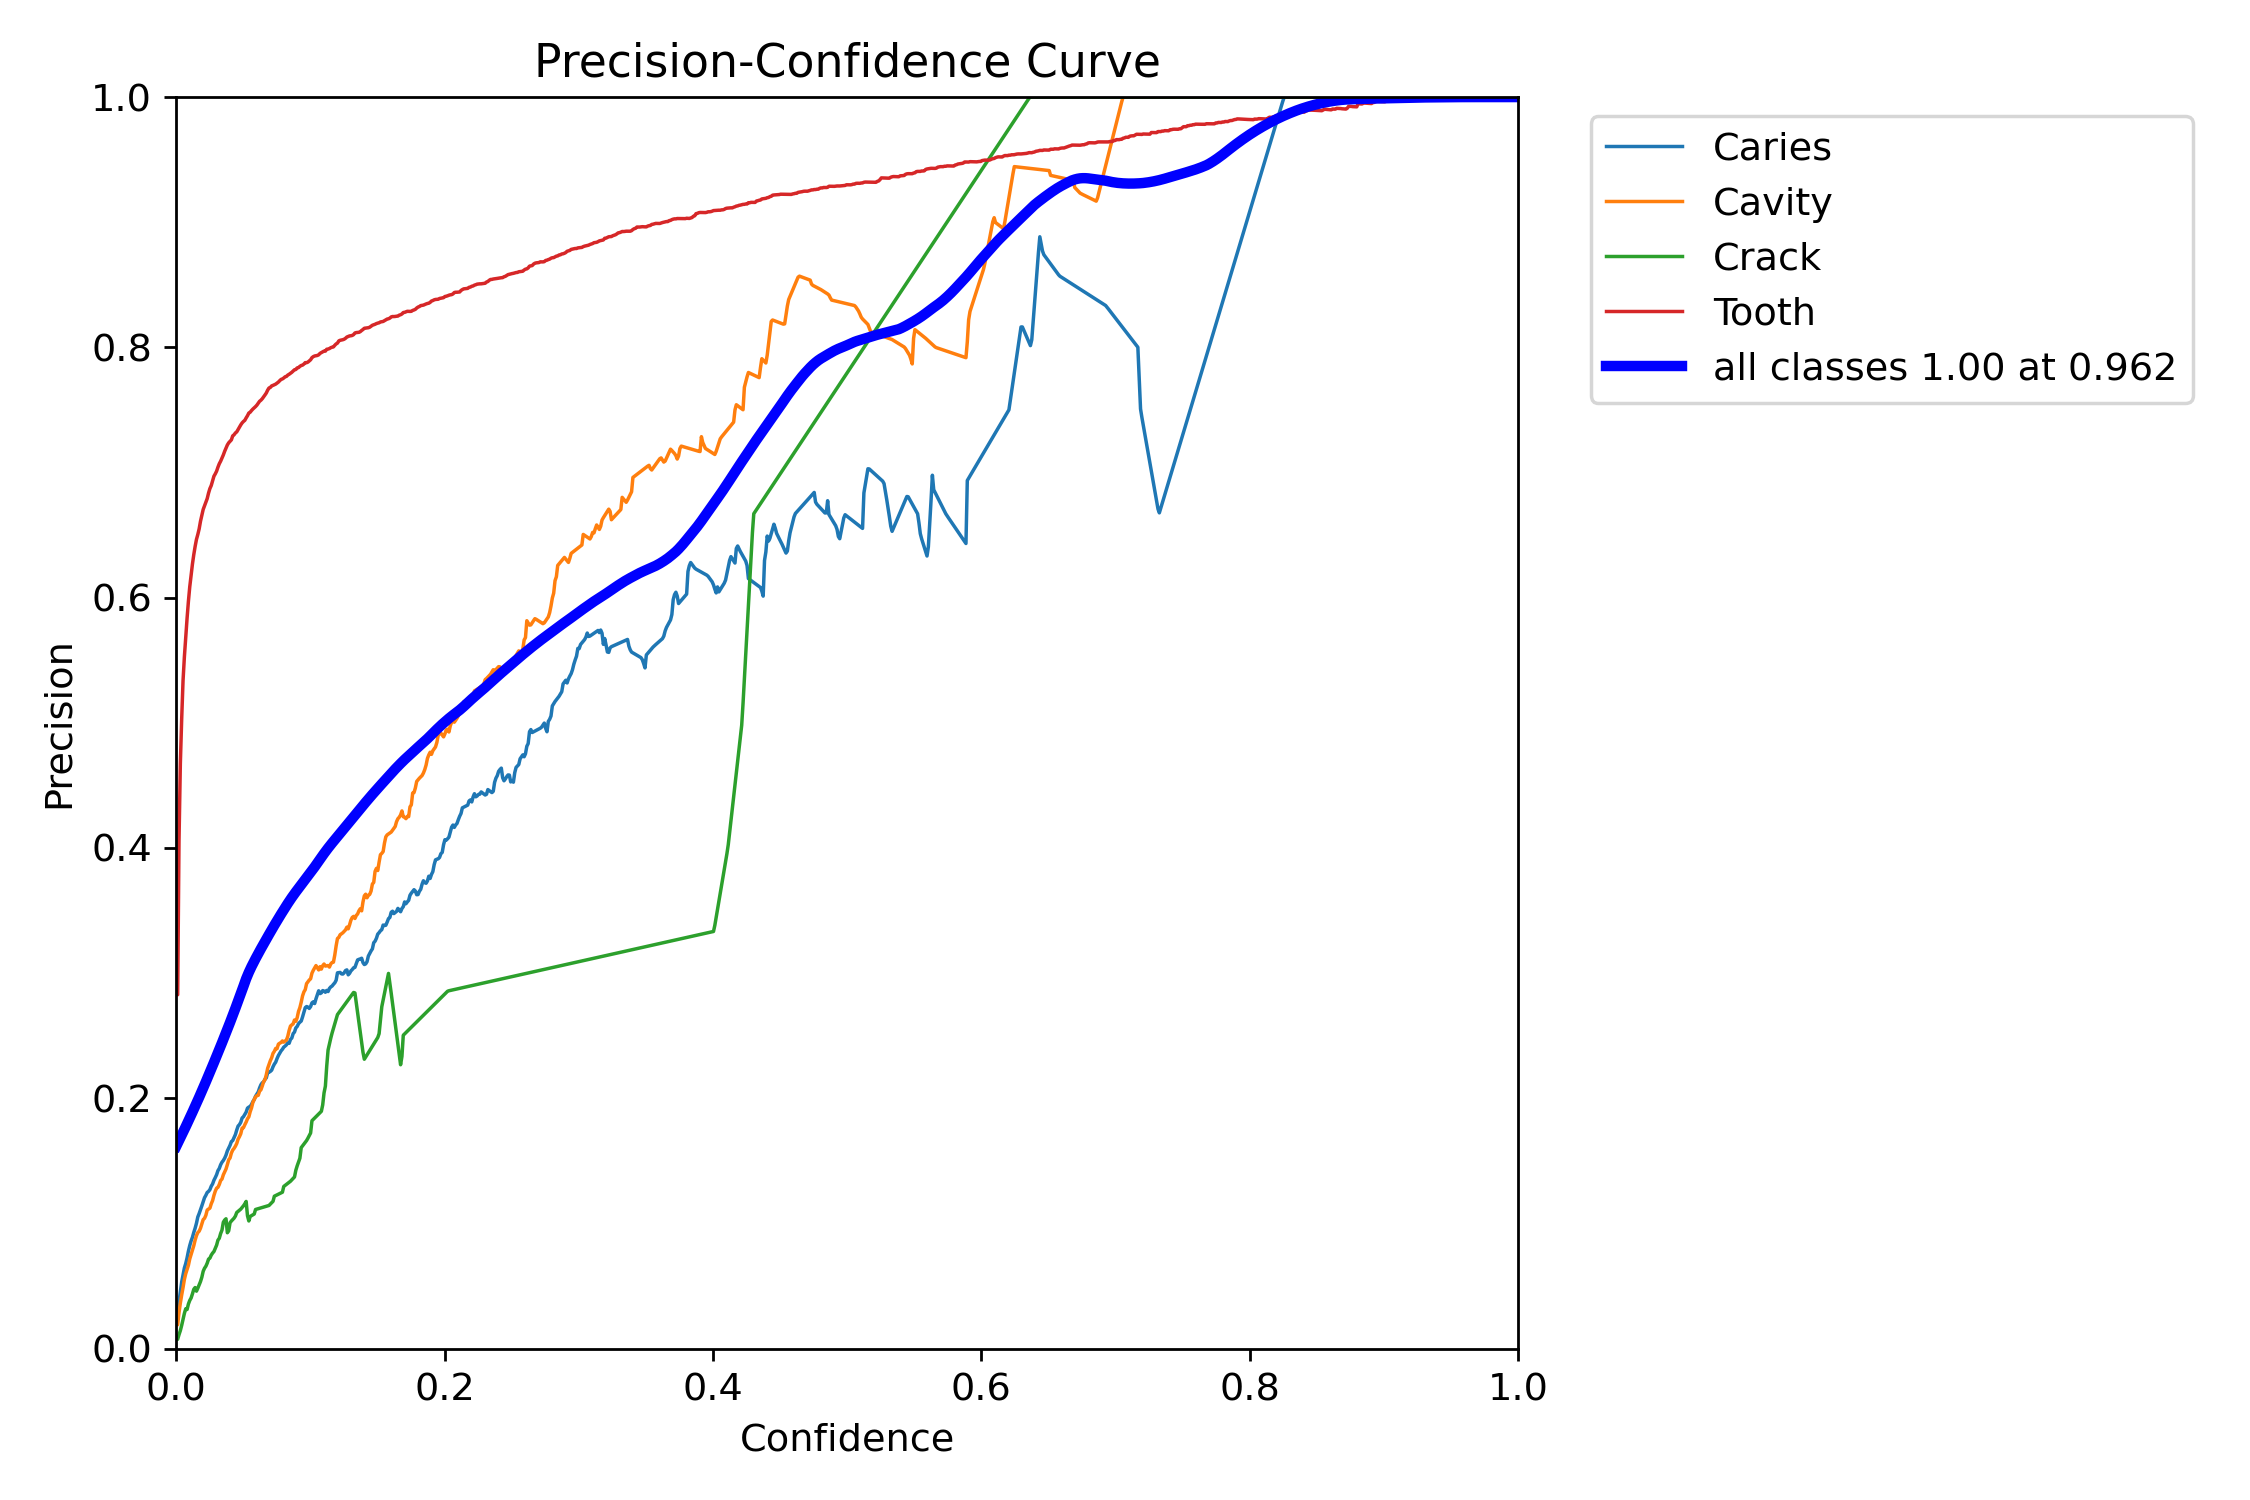 Precision-Confidence Curve
1.0
0.8
0.6
0.4
0.2
0.0
Precision
0.0 0.2 0.4 0.6 0.8 1.0
Confidence
Caries
Cavity
Crack
Tooth
all classes 1.00 at 0.962